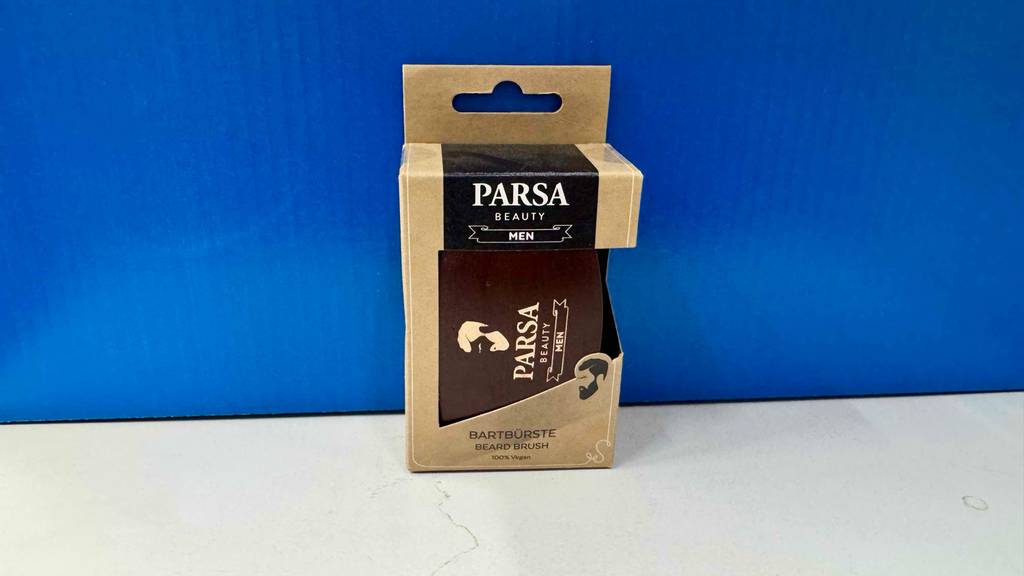 PARSA
BEAUTY
MEN
PARSA
BEAUTY
MEN
BARTBÜRSTE
BEARD BRUSH
100% Vegan